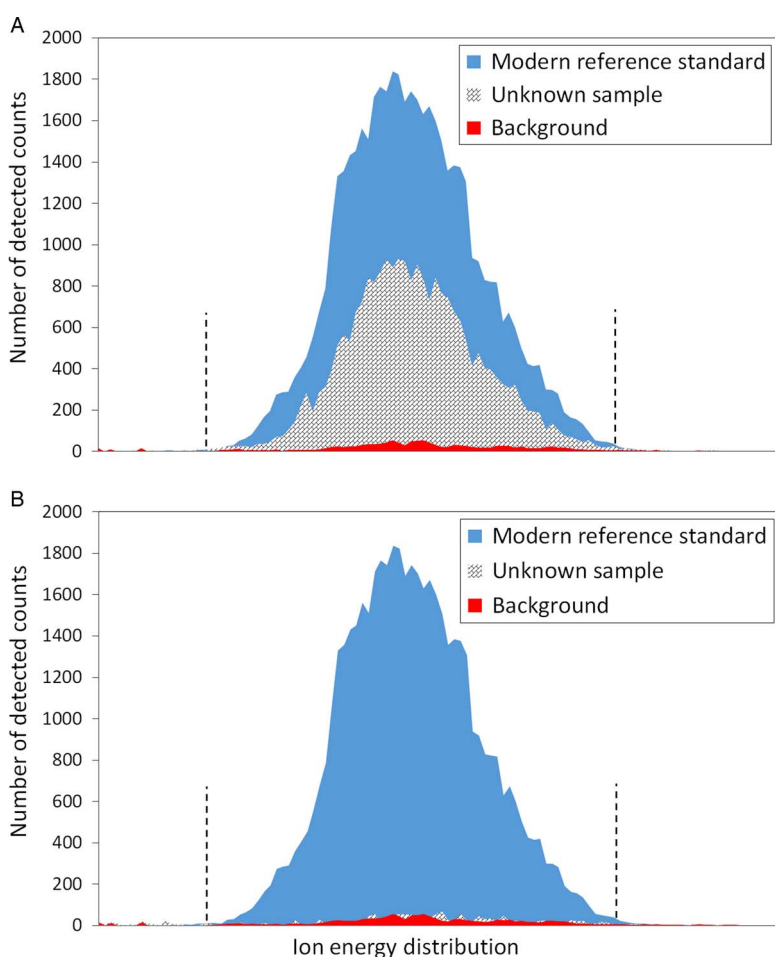 A
2000
1800
1600
1400
1200
1000
800
600
400
200
0
Number of detected counts
Modern reference standard
Unknown sample
Background
B
2000
1800
1600
1400
1200
1000
800
600
400
200
0
Number of detected counts
Modern reference standard
Unknown sample
Background
Ion energy distribution